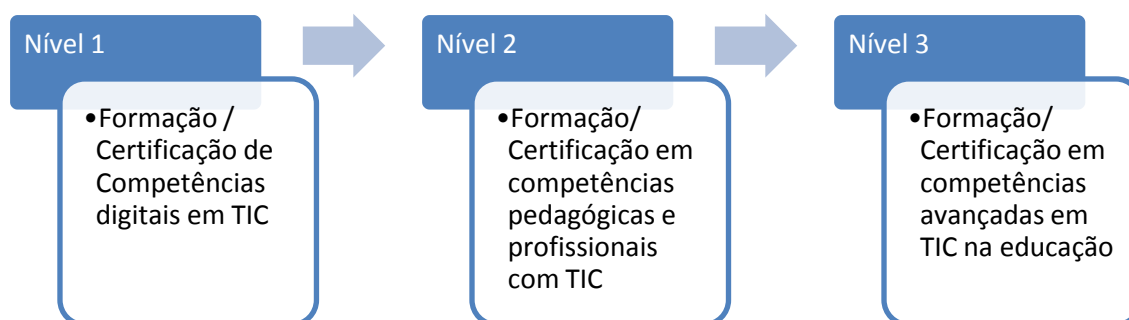 Nível 1
•Formação /
Certificação de
Competências
digitais em TIC
Nível 2
•Formação/
Certificação em
competências
pedagógicas e
profissionais
com TIC
Nível 3
•Formação/
Certificação em
competências
avançadas em
TIC na educação